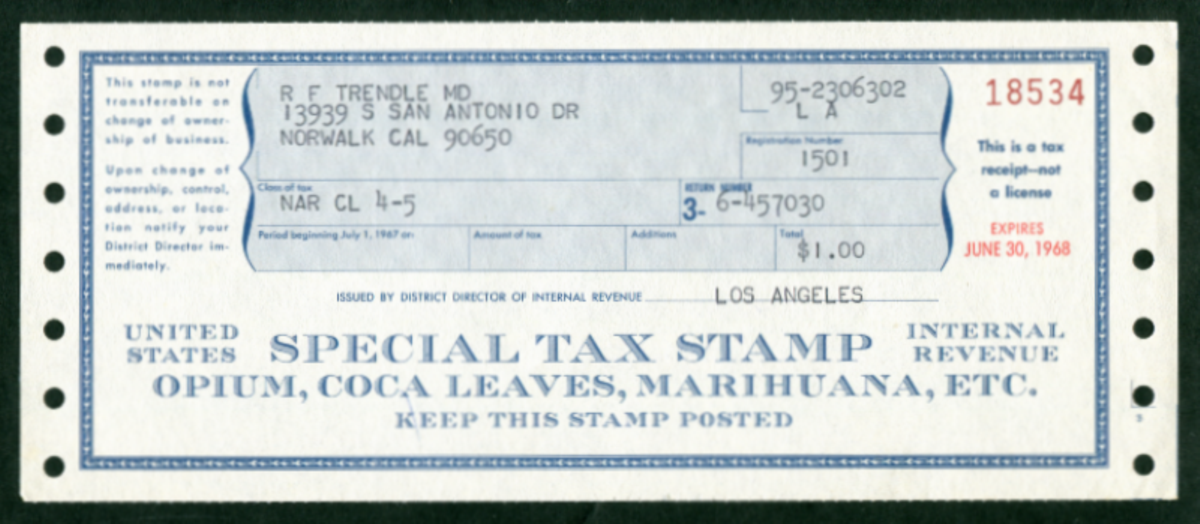 This stamp is not
transferable on
change of owner-
ship of business.
Upon change of
ownership, control,
address, or loca-
tion notify your
District Director im-
mediately.
R F TRENDLE MD
13939 S SAN ANTONIO DR
NORWALK CAL 90650
95-2306302
L A
Registration Number
1501
Class of tax
NAR CL 4-5
RETURN NUMBER
3- 6-457030
Period beginning July 1, 1967 or:
Amount of tax
Additions
Total
$1.00
18534
This is a tax
receipt—not
a license
EXPIRES
JUNE 30, 1968
ISSUED BY DISTRICT DIRECTOR OF INTERNAL REVENUE LOS ANGELES
UNITED
STATES
SPECIAL TAX STAMP
INTERNAL
REVENUE
OPIUM, COCA LEAVES, MARIHUANA, ETC.
KEEP THIS STAMP POSTED